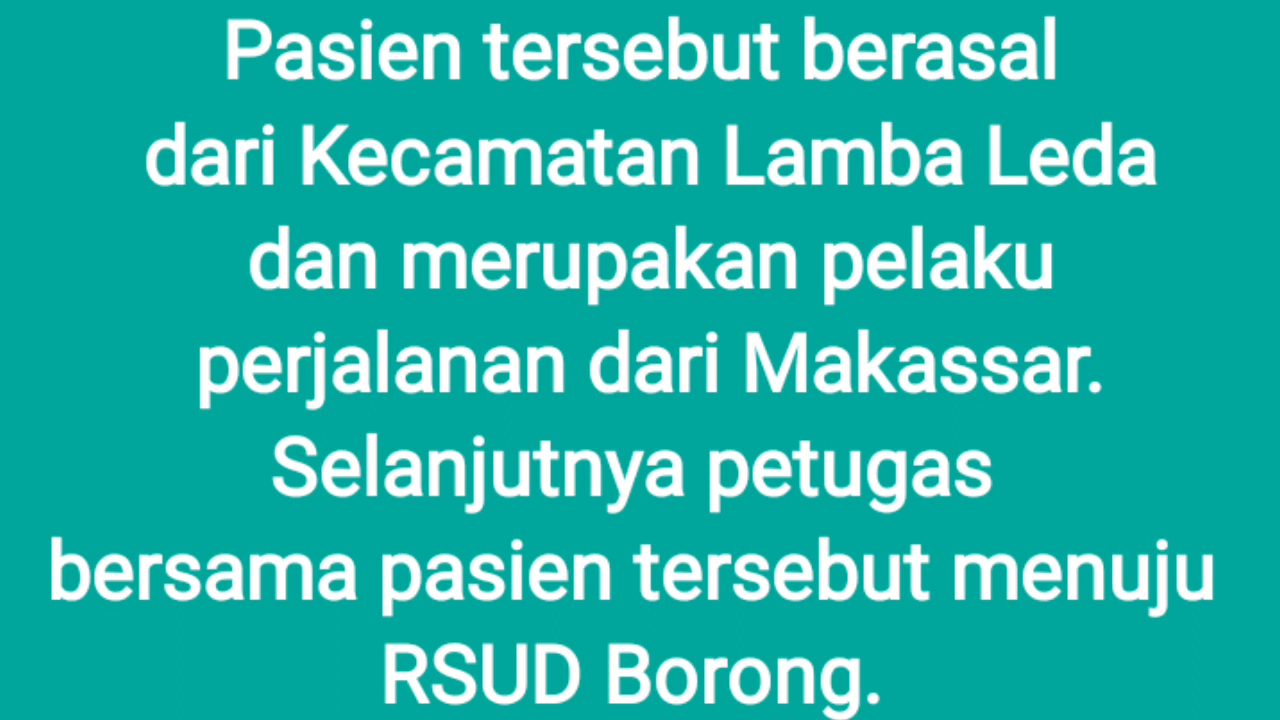 Pasien tersebut berasal
dari Kecamatan Lamba Leda
dan merupakan pelaku
perjalanan dari Makassar.
Selanjutnya petugas
bersama pasien tersebut menuju
RSUD Borong.